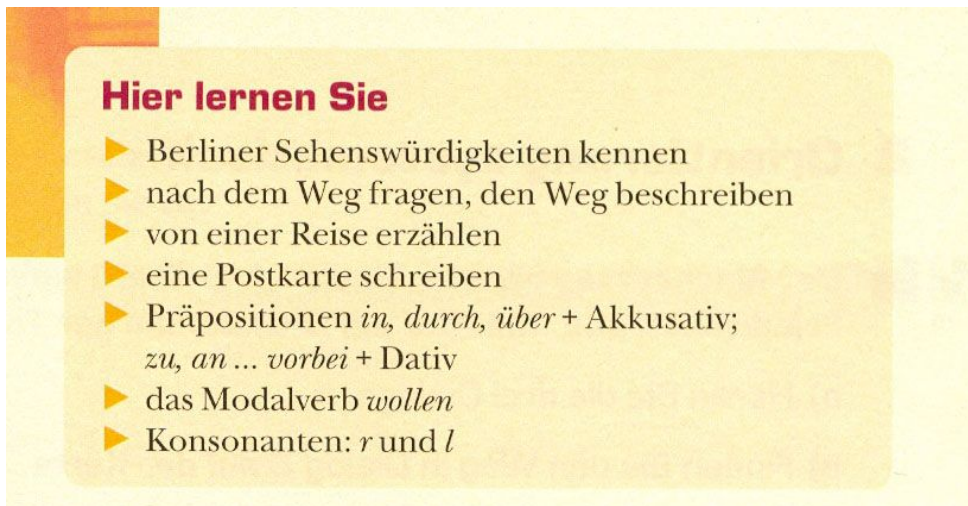 Hier lernen Sie
▶ Berliner Sehenswürdigkeiten kennen
▶ nach dem Weg fragen, den Weg beschreiben
▶ von einer Reise erzählen
▶ eine Postkarte schreiben
▶ Präpositionen in, durch, über + Akkusativ;
zu, an ... vorbei + Dativ
▶ das Modalverb wollen
▶ Konsonanten: r und l